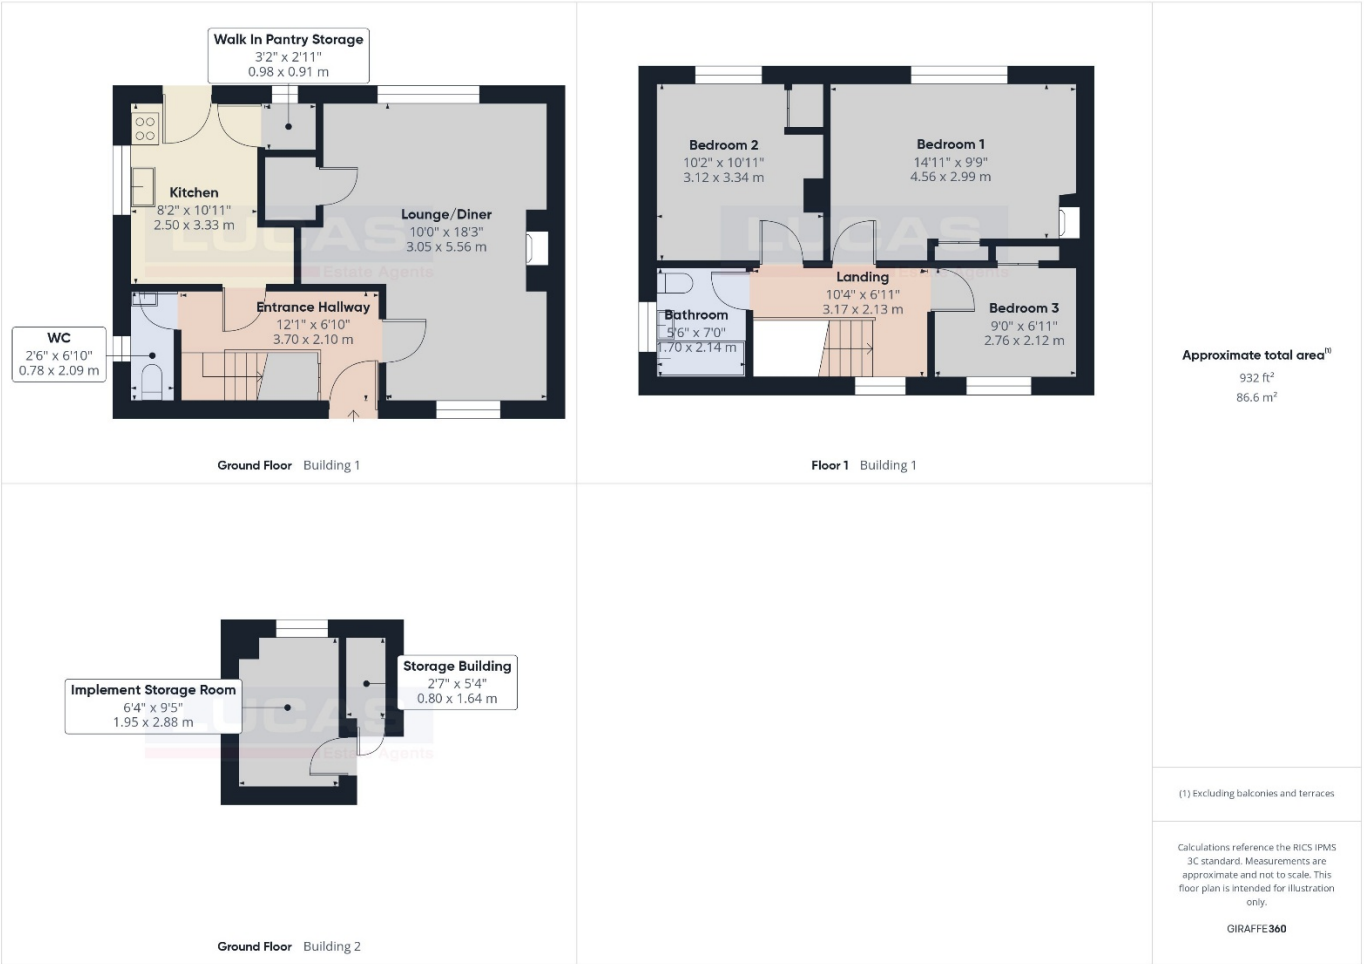 Walk In Pantry Storage
3'2" x 2'11"
0.98 x 0.91 m
Kitchen
8'2" x 10'11"
2.50 x 3.33 m
Lounge/Diner
10'0" x 18'3"
3.05 x 5.56 m
Entrance Hallway
12'1" x 6'10"
3.70 x 2.10 m
WC
2'6" x 6'10"
0.78 x 2.09 m
LUCAS
Estate Agents
Ground Floor Building 1
Bedroom 2
10'2" x 10'11"
3.12 x 3.34 m
Bedroom 1
14'11" x 9'9"
4.56 x 2.99 m
Landing
10'4" x 6'11"
3.17 x 2.13 m
Bathroom
5'6" x 7'0"
1.70 x 2.14 m
Bedroom 3
9'0" x 6'11"
2.76 x 2.12 m
LUCAS
Estate Agents
Floor 1 Building 1
Approximate total area(1)
932 ft²
86.6 m²
Implement Storage Room
6'4" x 9'5"
1.95 x 2.88 m
Storage Building
2'7" x 5'4"
0.80 x 1.64 m
LUCAS
Estate Agents
Ground Floor Building 2
(1) Excluding balconies and terraces
Calculations reference the RICS IPMS
3C standard. Measurements are
approximate and not to scale. This
floor plan is intended for illustration
only.
GIRAFFE360